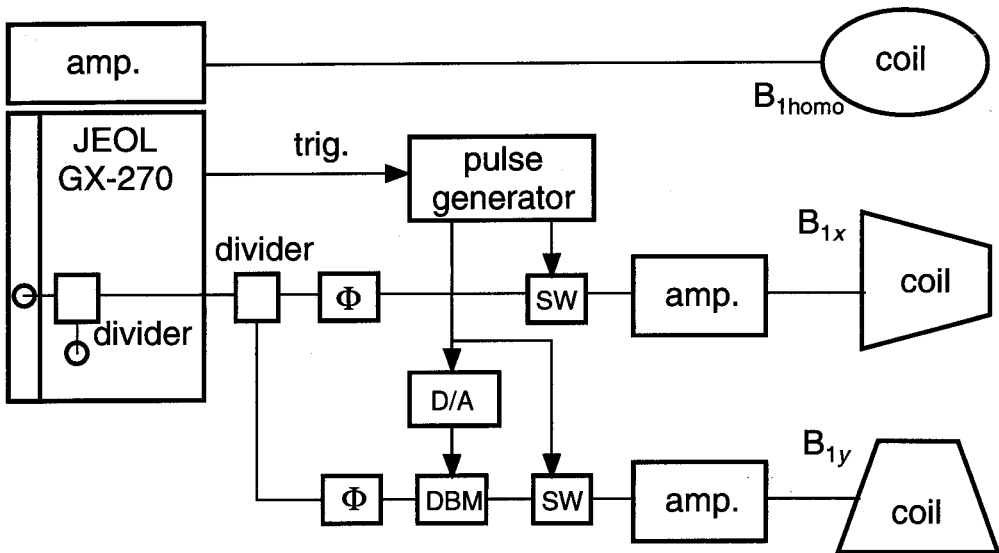 amp.
coil
B1homo
JEOL
GX-270
trig.
pulse
generator
divider
divider
Φ
SW
amp.
B1x
coil
D/A
Φ
DBM
SW
amp.
B1y
coil